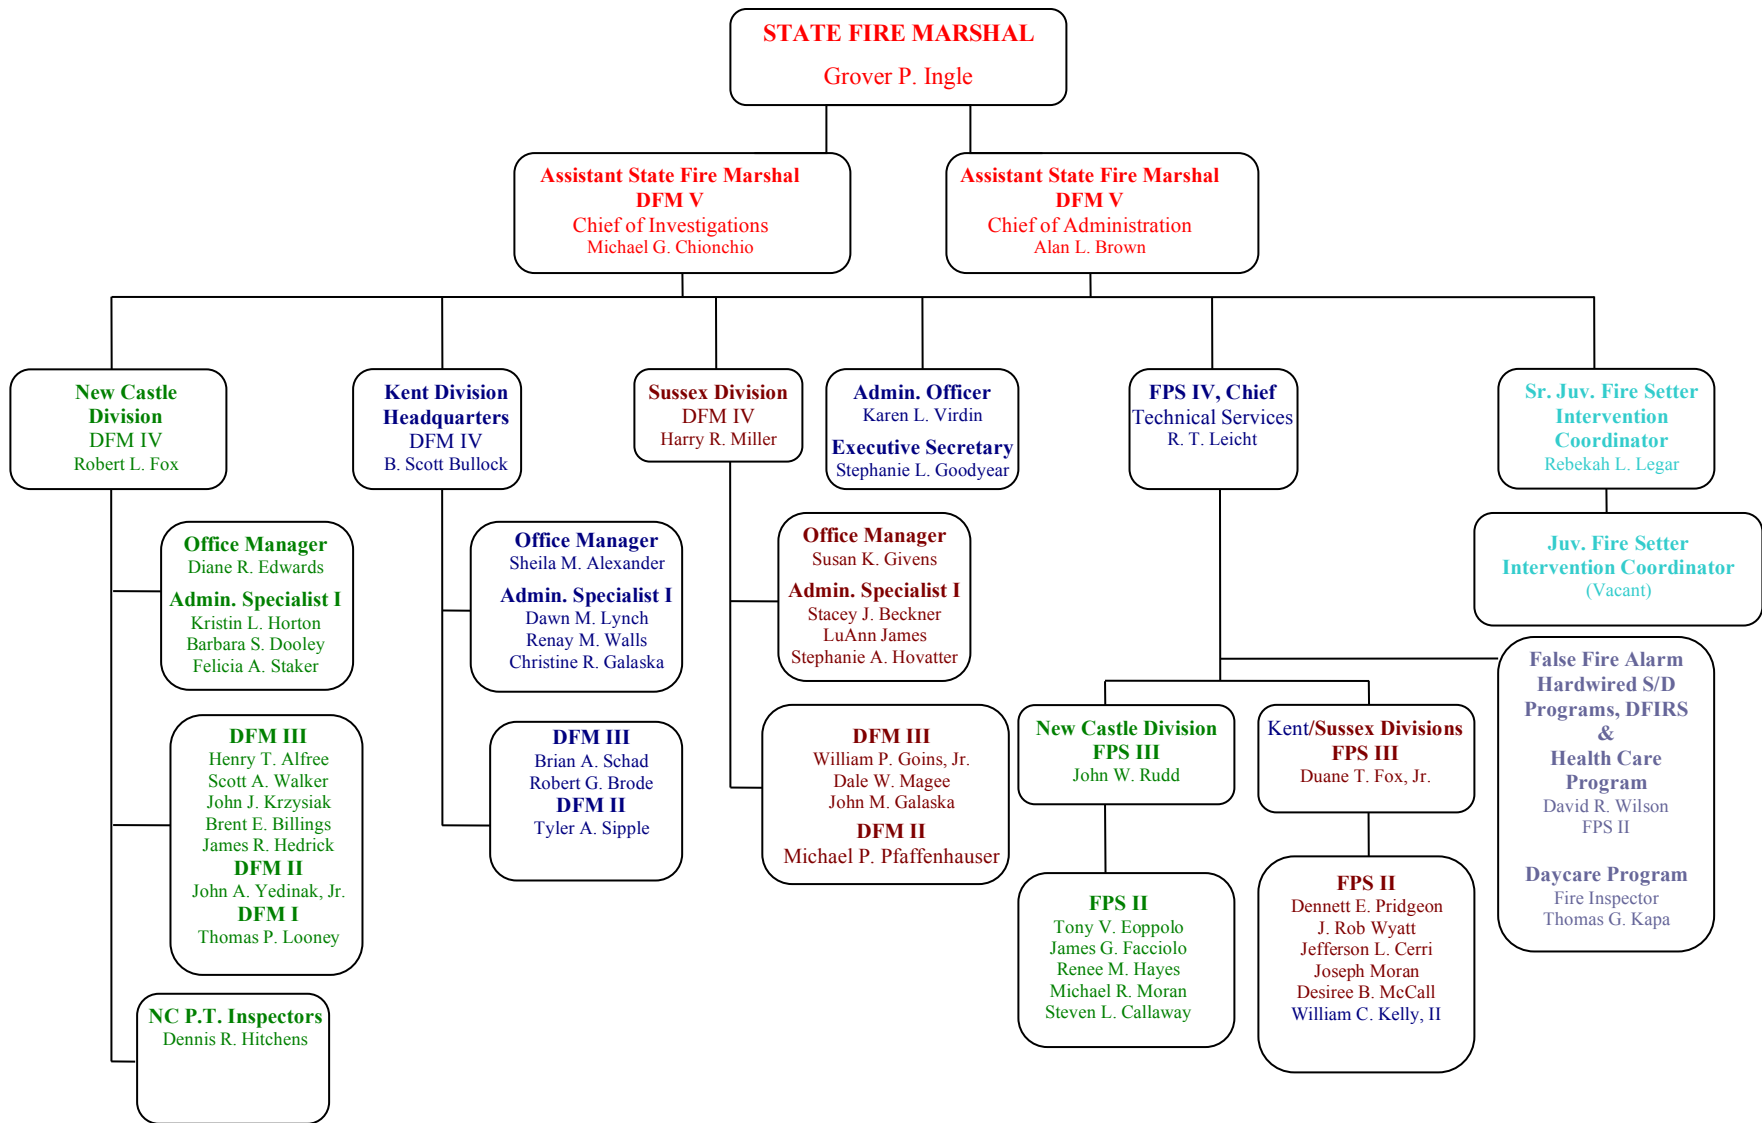 STATE FIRE MARSHAL
Grover P. Ingle
Assistant State Fire Marshal
DFM V
Chief of Investigations
Michael G. Chionchio
Assistant State Fire Marshal
DFM V
Chief of Administration
Alan L. Brown
New Castle
Division
DFM IV
Robert L. Fox
Kent Division
Headquarters
DFM IV
B. Scott Bullock
Sussex Division
DFM IV
Harry R. Miller
Admin. Officer
Karen L. Virdin
Executive Secretary
Stephanie L. Goodyear
FPS IV, Chief
Technical Services
R. T. Leicht
Sr. Juv. Fire Setter
Intervention
Coordinator
Rebekah L. Legar
Office Manager
Diane R. Edwards
Admin. Specialist I
Kristin L. Horton
Barbara S. Dooley
Felicia A. Staker
Office Manager
Sheila M. Alexander
Admin. Specialist I
Dawn M. Lynch
Renay M. Walls
Christine R. Galaska
Office Manager
Susan K. Givens
Admin. Specialist I
Stacey J. Beckner
LuAnn James
Stephanie A. Hovatter
Juv. Fire Setter
Intervention Coordinator
(Vacant)
DFM III
Henry T. Alfree
Scott A. Walker
John J. Krzysiak
Brent E. Billings
James R. Hedrick
DFM II
John A. Yedinak, Jr.
DFM I
Thomas P. Looney
DFM III
Brian A. Schad
Robert G. Brode
DFM II
Tyler A. Sipple
DFM III
William P. Goins, Jr.
Dale W. Magee
John M. Galaska
DFM II
Michael P. Pfaffenhauser
New Castle Division
FPS III
John W. Rudd
Kent/Sussex Divisions
FPS III
Duane T. Fox, Jr.
False Fire Alarm
Hardwired S/D
Programs, DFIRS
&
Health Care
Program
David R. Wilson
FPS II
Daycare Program
Fire Inspector
Thomas G. Kapa
FPS II
Tony V. Eoppolo
James G. Facciolo
Renee M. Hayes
Michael R. Moran
Steven L. Callaway
FPS II
Dennett E. Pridgeon
J. Rob Wyatt
Jefferson L. Cerri
Joseph Moran
Desiree B. McCall
William C. Kelly, II
NC P.T. Inspectors
Dennis R. Hitchens